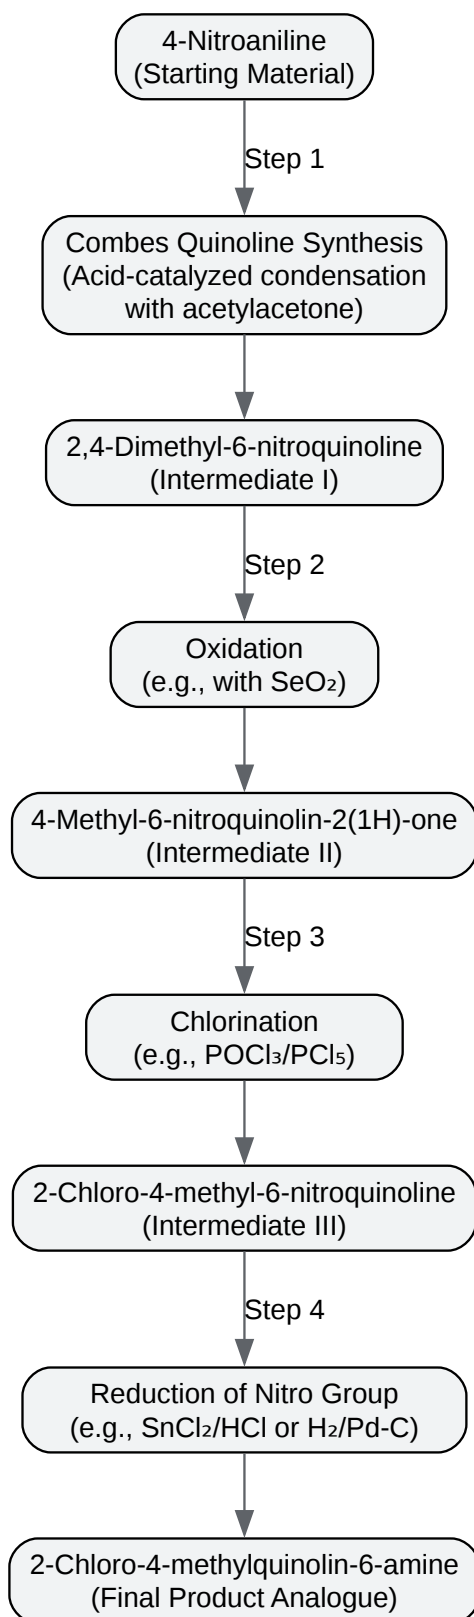 4-Nitroaniline
(Starting Material)
Step 1
Combes Quinoline Synthesis
(Acid-catalyzed condensation
with acetylacetone)
2,4-Dimethyl-6-nitroquinoline
(Intermediate I)
Step 2
Oxidation
(e.g., with SeO₂)
4-Methyl-6-nitroquinolin-2(1H)-one
(Intermediate II)
Step 3
Chlorination
(e.g., POCl₃/PCl₅)
2-Chloro-4-methyl-6-nitroquinoline
(Intermediate III)
Step 4
Reduction of Nitro Group
(e.g., SnCl₂/HCl or H₂/Pd-C)
2-Chloro-4-methylquinolin-6-amine
(Final Product Analogue)